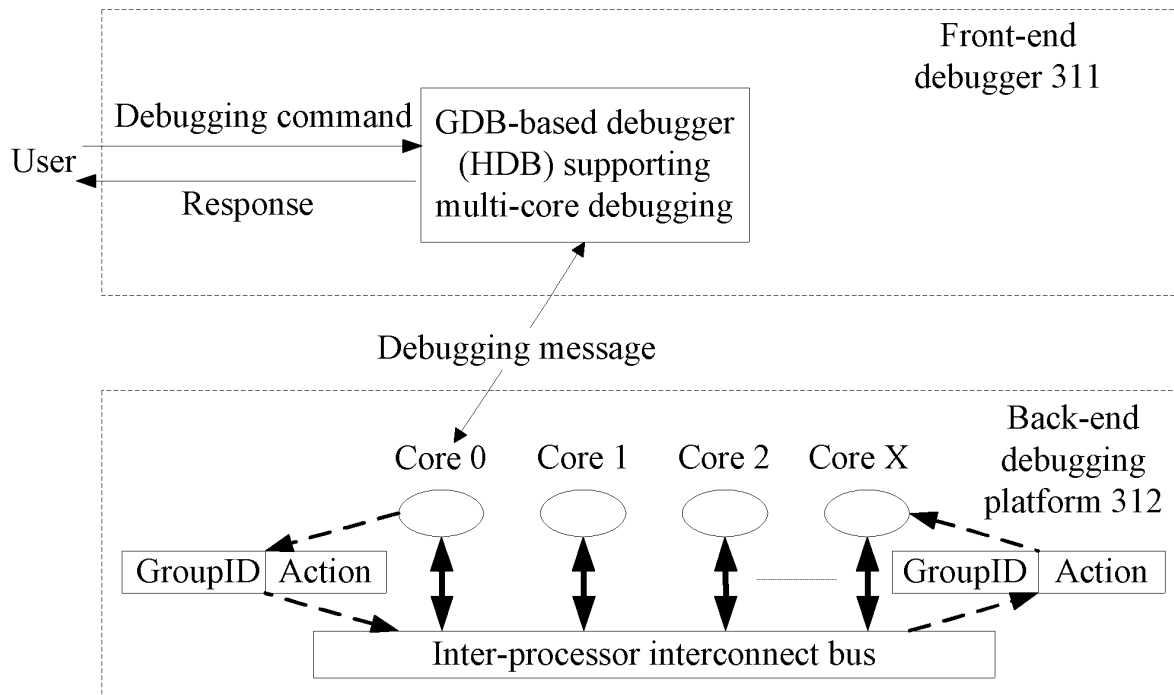 Front-end
debugger 311
Debugging command
User
Response
GDB-based debugger
(HDB) supporting
multi-core debugging
Debugging message
Back-end
debugging
platform 312
Core 0 Core 1 Core 2 Core X
GroupID Action GroupID Action
Inter-processor interconnect bus